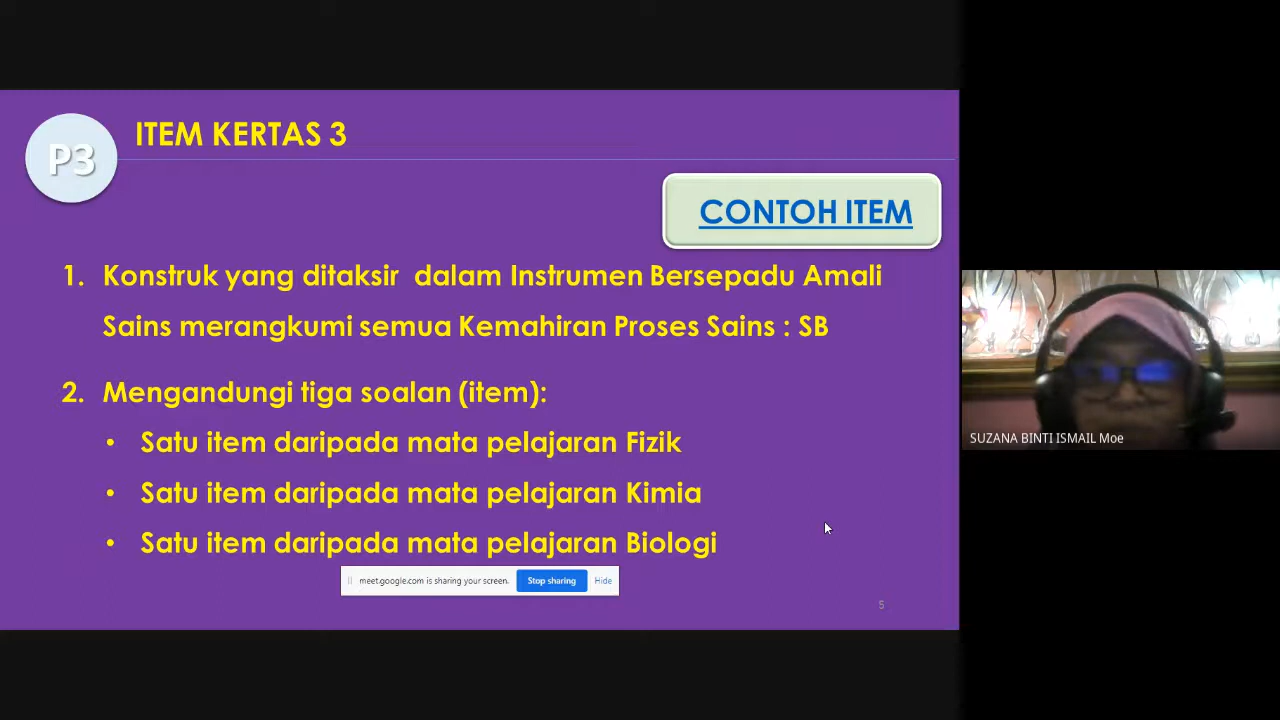 P3
ITEM KERTAS 3
CONTOH ITEM
1. Konstruk yang ditaksir dalam Instrumen Bersepadu Amali
Sains merangkumi semua Kemahiran Proses Sains : SB
2. Mengandungi tiga soalan (item):
• Satu item daripada mata pelajaran Fizik
• Satu item daripada mata pelajaran Kimia
• Satu item daripada mata pelajaran Biologi
meet.google.com is sharing your screen. Stop sharing Hide
5
SUZANA BINTI ISMAIL Moe